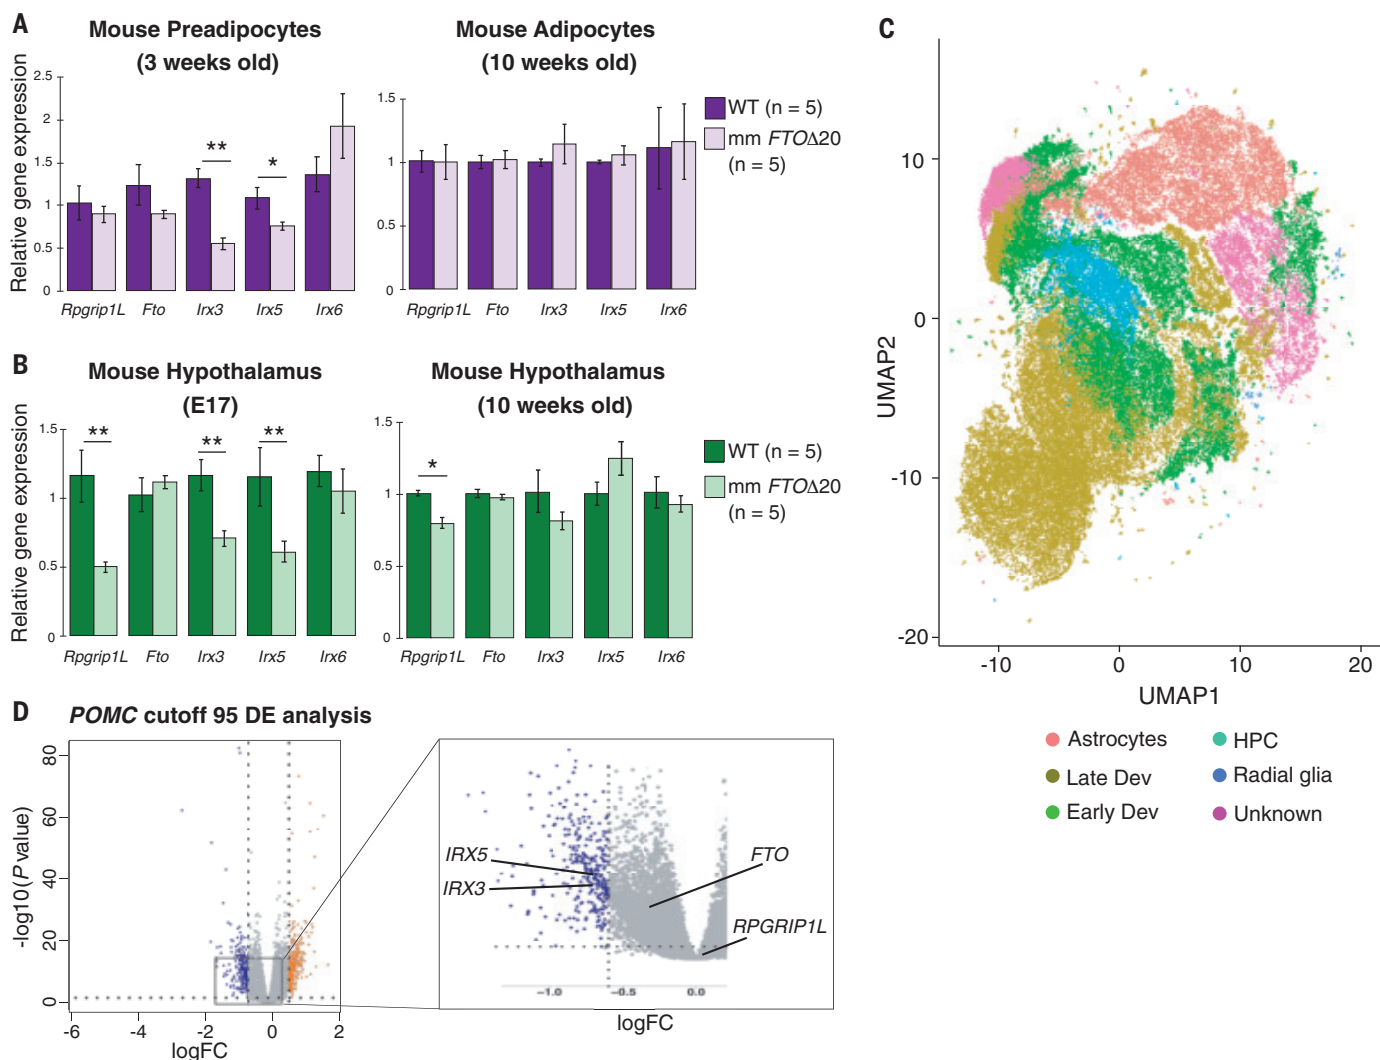 A
Mouse Preadipocytes
(3 weeks old)
Relative gene expression
2.5
2
1.5
1
0.5
0
**
*
Rpgrip1L Fto Irx3 Irx5 Irx6
Mouse Adipocytes
(10 weeks old)
1.5
1
0.5
0
Rpgrip1L Fto Irx3 Irx5 Irx6
WT (n = 5)
mm FTOΔ20
(n = 5)
B
Mouse Hypothalamus
(E17)
Relative gene expression
1.5
1
0.5
0
**
**
**
Rpgrip1L Fto Irx3 Irx5 Irx6
Mouse Hypothalamus
(10 weeks old)
1.5
1
0.5
0
*
Rpgrip1L Fto Irx3 Irx5 Irx6
WT (n = 5)
mm FTOΔ20
(n = 5)
C
UMAP2
10
0
-10
-20
-10 0 10 20
UMAP1
Astrocytes
Late Dev
Early Dev
HPC
Radial glia
Unknown
D
POMC cutoff 95 DE analysis
-log10(P value)
80
60
40
20
0
-6 -4 -2 0 2
logFC
IRX5
IRX3
FTO
RPGRIP1L
-1.0 -0.5 0.0
logFC